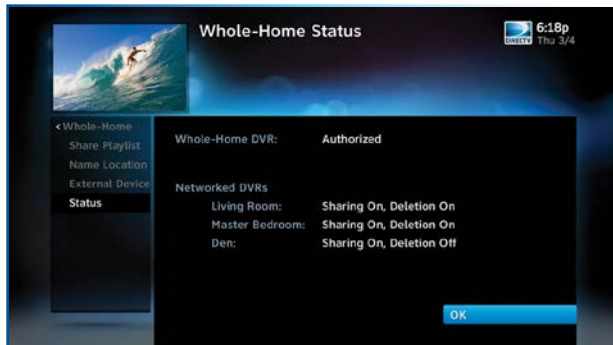 Whole-Home Status
DIRECTV
6:18p
Thu 3/4
<Whole-Home
Share Playlist
Name Location
External Device
Status
Whole-Home DVR: Authorized
Networked DVRs
Living Room: Sharing On, Deletion On
Master Bedroom: Sharing On, Deletion On
Den: Sharing On, Deletion Off
OK